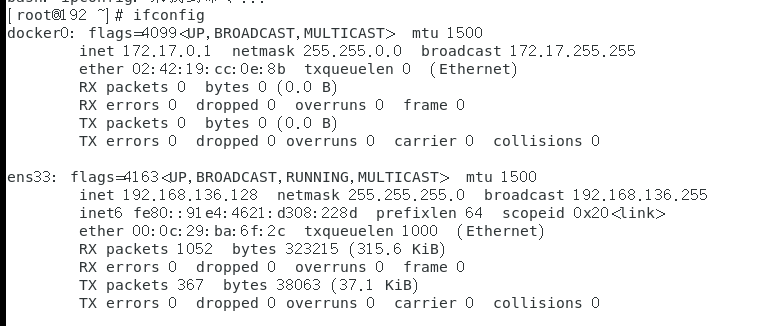 [root@192 ~]# ifconfig
docker0: flags=4099<UP,BROADCAST,MULTICAST>  mtu 1500
        inet 172.17.0.1  netmask 255.255.0.0  broadcast 172.17.255.255
        ether 02:42:19:cc:0e:8b  txqueuelen 0  (Ethernet)
        RX packets 0  bytes 0 (0.0 B)
        RX errors 0  dropped 0  overruns 0  frame 0
        TX packets 0  bytes 0 (0.0 B)
        TX errors 0  dropped 0 overruns 0  carrier 0  collisions 0

ens33: flags=4163<UP,BROADCAST,RUNNING,MULTICAST>  mtu 1500
        inet 192.168.136.128  netmask 255.255.255.0  broadcast 192.168.136.255
        inet6 fe80::91e4:4621:d308:228d  prefixlen 64  scopeid 0x20<link>
        ether 00:0c:29:ba:6f:2c  txqueuelen 1000  (Ethernet)
        RX packets 1052  bytes 323215 (315.6 KiB)
        RX errors 0  dropped 0  overruns 0  frame 0
        TX packets 367  bytes 38063 (37.1 KiB)
        TX errors 0  dropped 0 overruns 0  carrier 0  collisions 0